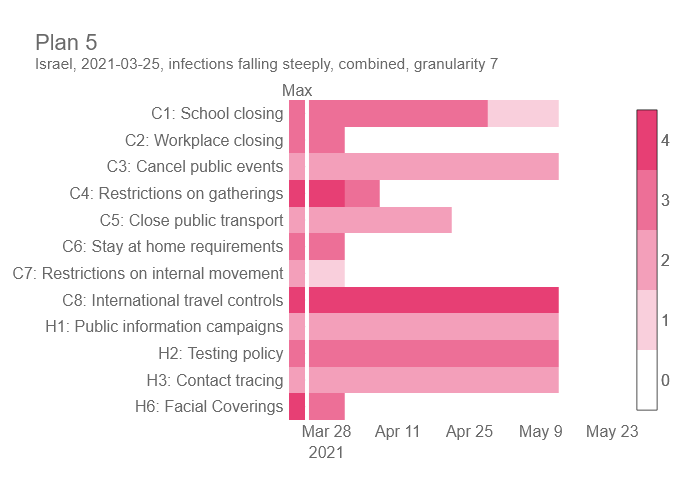 Plan 5
Israel, 2021-03-25, infections falling steeply, combined, granularity 7
Max
C1: School closing
C2: Workplace closing
C3: Cancel public events
C4: Restrictions on gatherings
C5: Close public transport
C6: Stay at home requirements
C7: Restrictions on internal movement
C8: International travel controls
H1: Public information campaigns
H2: Testing policy
H3: Contact tracing
H6: Facial Coverings
Mar 28 Apr 11 Apr 25 May 9 May 23
2021
4
3
2
1
0